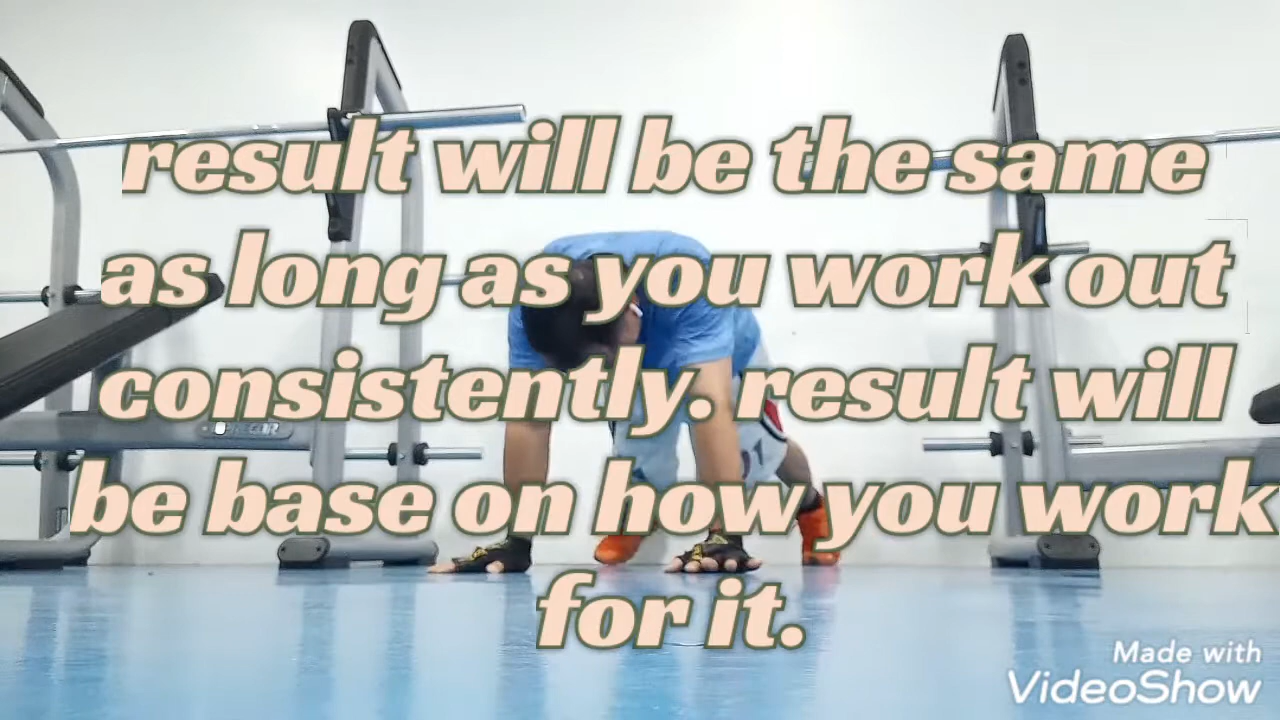 result will be the same
as long as you work out
consistently. result will
be base on how you work
for it.
Made with
VideoShow